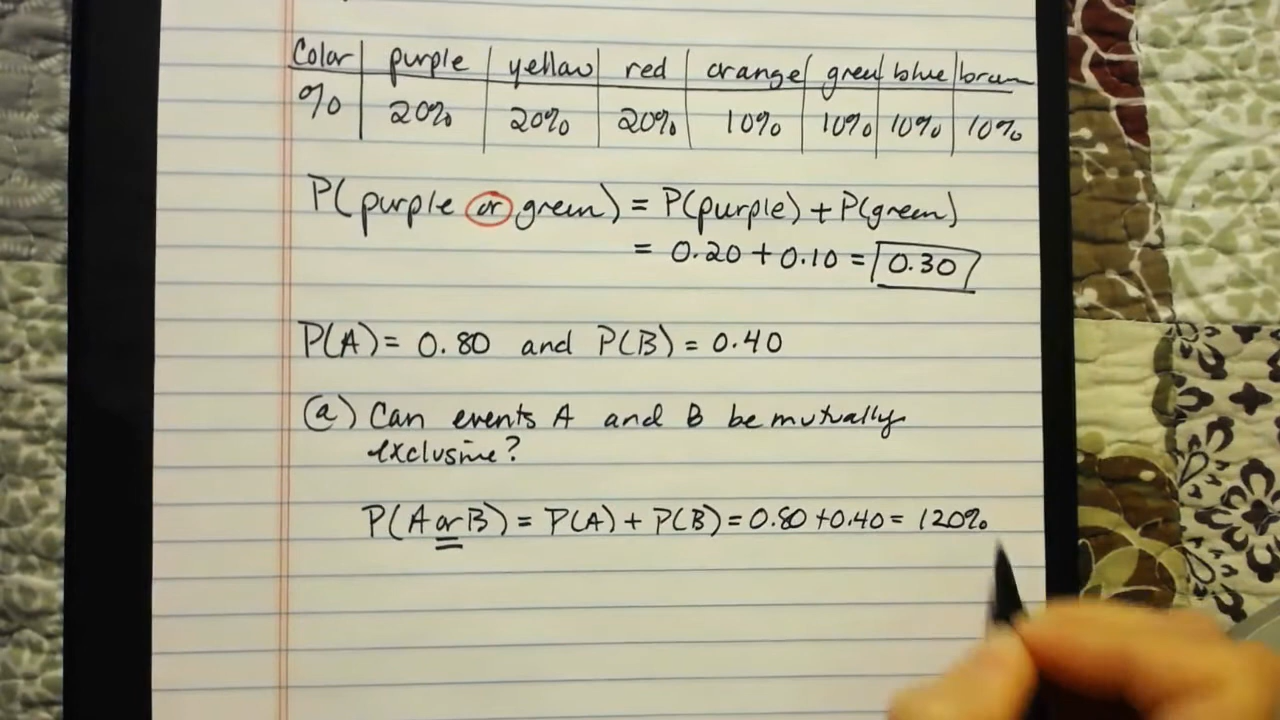 Color purple yellow red orange green blue brown
% 20% 20% 20% 10% 10% 10% 10%
P(purple or green) = P(purple) + P(green)
= 0.20 + 0.10 = 0.30
P(A) = 0.80 and P(B) = 0.40
(a) Can events A and B be mutually
exclusive?
P(A or B) = P(A) + P(B) = 0.80 + 0.40 = 120%